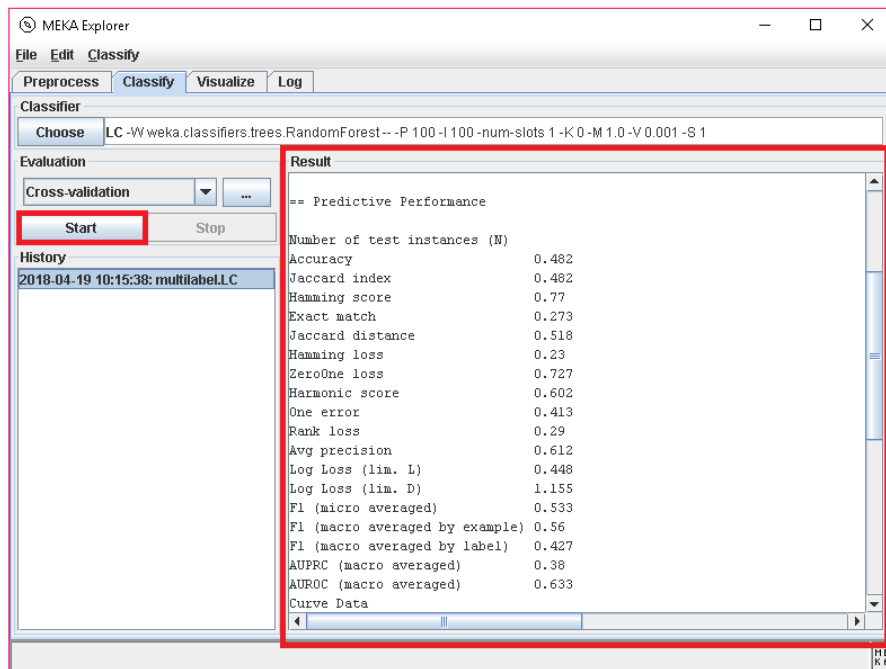 MEKA Explorer
File Edit Classify
Preprocess Classify Visualize Log
Classifier
Choose LC -W weka.classifiers.trees.RandomForest -- -P 100 -I 100 -num-slots 1 -K 0 -M 1.0 -V 0.001 -S 1
Evaluation
Cross-validation ...
Start Stop
History
2018-04-19 10:15:38: multilabel.LC
Result
== Predictive Performance
Number of test instances (N)
Accuracy 0.482
Jaccard index 0.482
Hamming score 0.77
Exact match 0.273
Jaccard distance 0.518
Hamming loss 0.23
ZeroOne loss 0.727
Harmonic score 0.602
One error 0.413
Rank loss 0.29
Avg precision 0.612
Log Loss (lim. L) 0.448
Log Loss (lim. D) 1.155
F1 (micro averaged) 0.533
F1 (macro averaged by example) 0.56
F1 (macro averaged by label) 0.427
AUPRC (macro averaged) 0.38
AUROC (macro averaged) 0.633
Curve Data